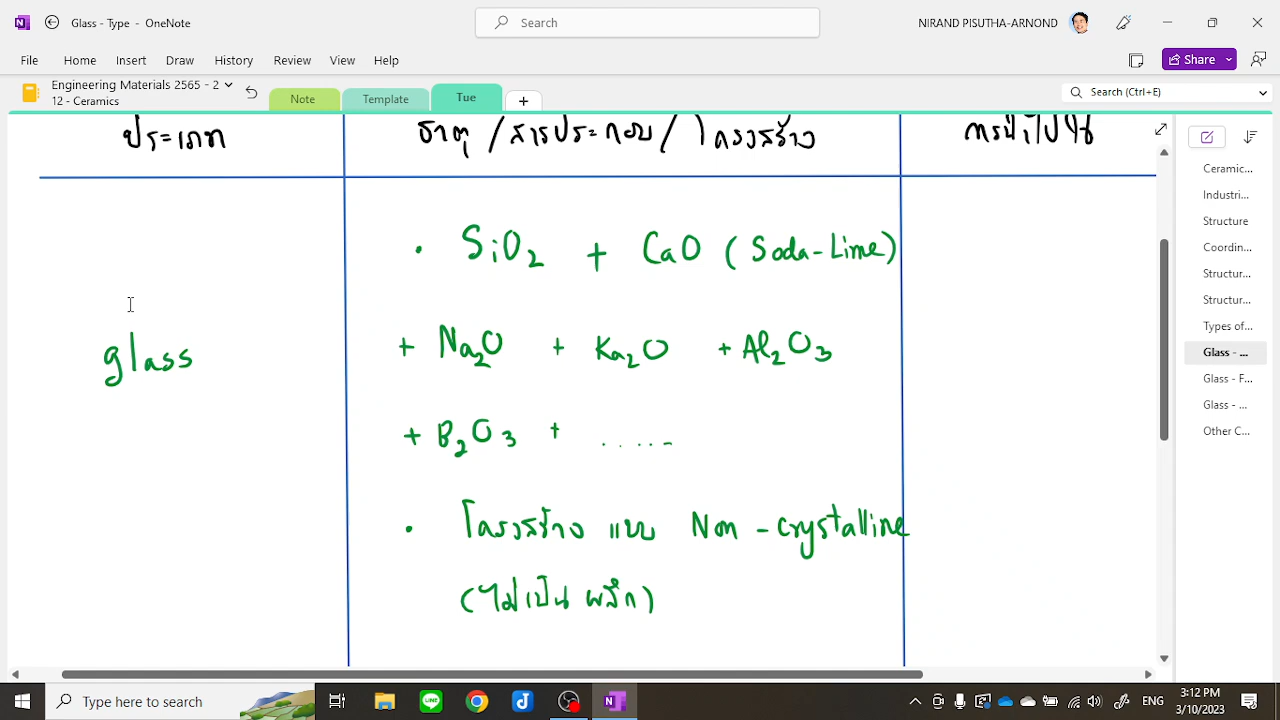 Glass - Type - OneNote
Search
NIRAND PISUTHA-ARNOND
File Home Insert Draw History Review View Help
Share
Engineering Materials 2565 - 2
12 - Ceramics
Note
Template
Tue
+
Search (Ctrl+E)
ประเภท
ธาตุ / สารประกอบ / โครงสร้าง
การนำไปใช้
Ceramic...
Industri...
Structure
Coordin...
Structur...
Structur...
Types of...
Glass - ...
Glass - F...
Glass - ...
Other C...
• SiO2 + CaO (Soda-Lime)
glass
+ Na2O + Ka2O + Al2O3
+ B2O3 + .....
• โครงสร้าง แบบ Non-crystalline
(ไม่เป็น ผลึก)
Type here to search
ENG
3:12 PM
3/10/2023